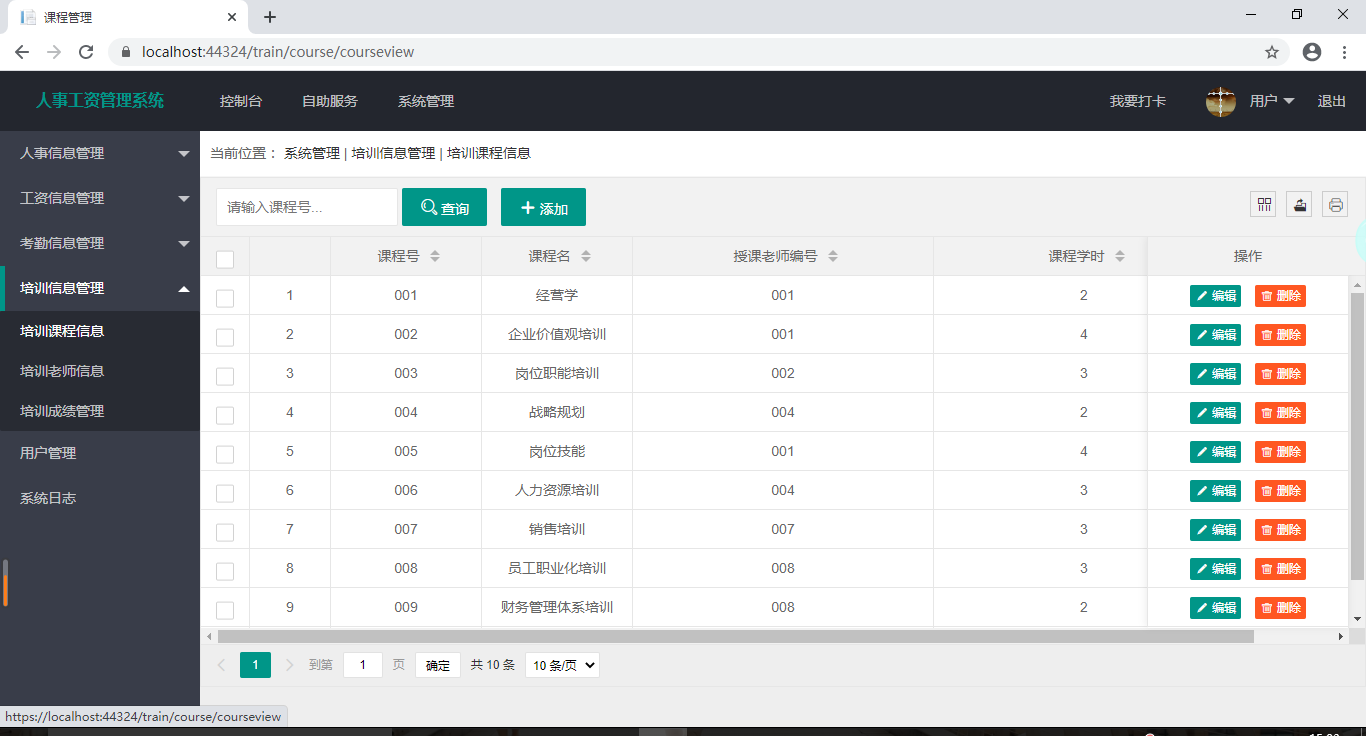 课程管理
localhost:44324/train/course/courseview
人事工资管理系统 控制台 自助服务 系统管理 我要打卡 用户 退出
人事信息管理
工资信息管理
考勤信息管理
培训信息管理
培训课程信息
培训老师信息
培训成绩管理
用户管理
系统日志
当前位置： 系统管理 | 培训信息管理 | 培训课程信息
请输入课程号... 查询 添加
课程号 课程名 授课老师编号 课程学时 操作
1 001 经营学 001 2 编辑 删除
2 002 企业价值观培训 001 4 编辑 删除
3 003 岗位职能培训 002 3 编辑 删除
4 004 战略规划 004 2 编辑 删除
5 005 岗位技能 001 4 编辑 删除
6 006 人力资源培训 004 3 编辑 删除
7 007 销售培训 007 3 编辑 删除
8 008 员工职业化培训 008 3 编辑 删除
9 009 财务管理体系培训 008 2 编辑 删除
1 到第 1 页 确定 共 10 条 10 条/页
https://localhost:44324/train/course/courseview